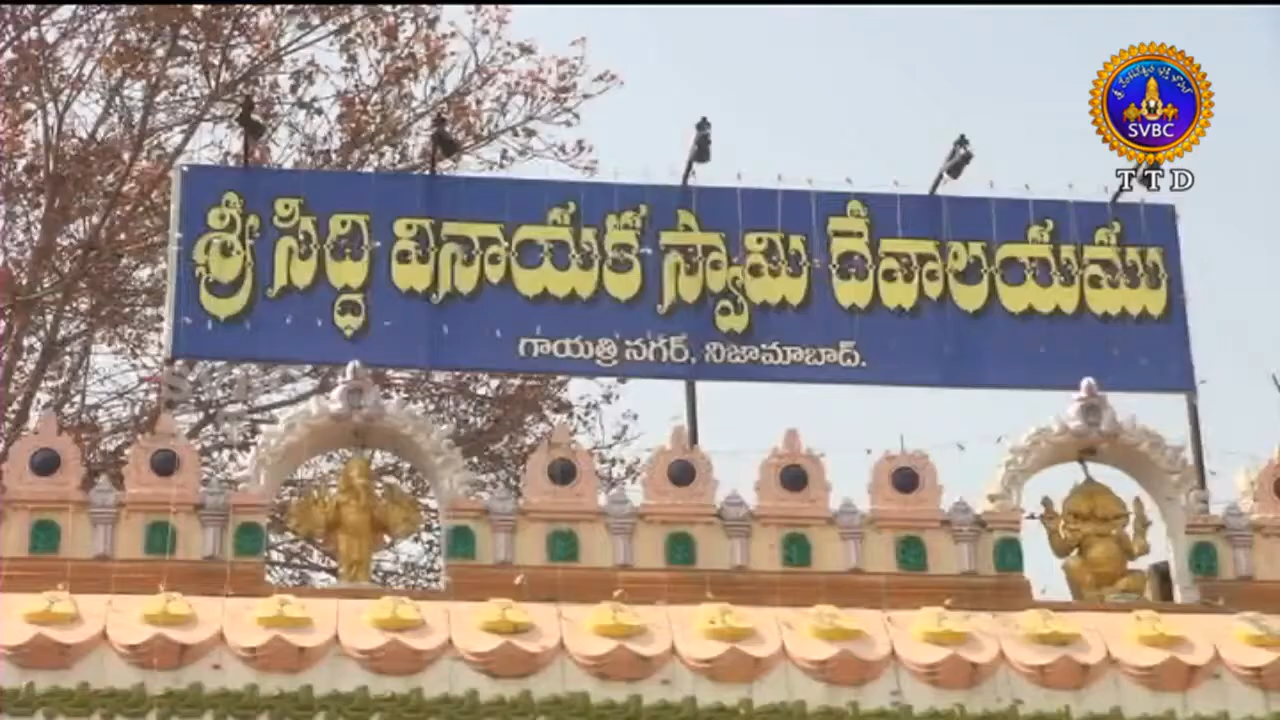 శ్రీ సిద్ధి వినాయక స్వామి దేవాలయము
గాయత్రి నగర్, నిజామాబాద్.
SVBC
TTD